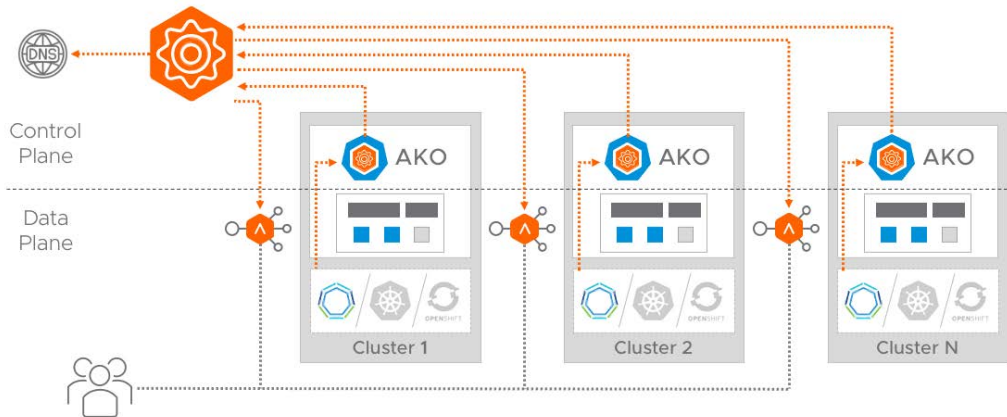 DNS
Control
Plane
AKO
AKO
AKO
Data
Plane
OPENSHIFT
OPENSHIFT
OPENSHIFT
Cluster 1
Cluster 2
Cluster N